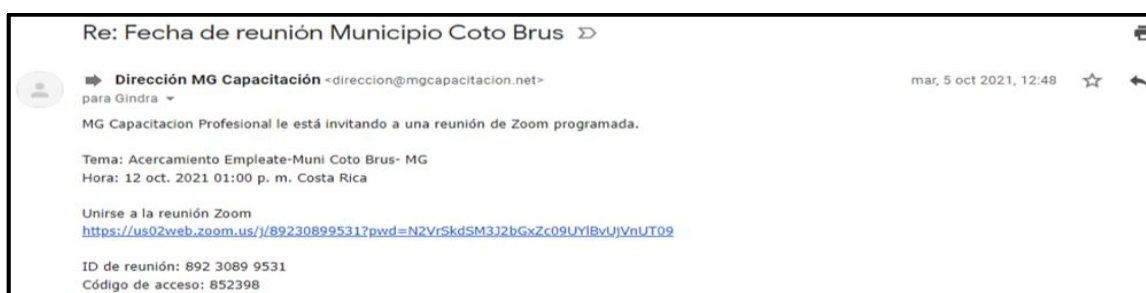 Re: Fecha de reunión Municipio Coto Brus
Dirección MG Capacitación <direccion@mgcapacitacion.net>
mar, 5 oct 2021, 12:48
para Gindra
MG Capacitacion Profesional le está invitando a una reunión de Zoom programada.
Tema: Acercamiento Empleate-Muni Coto Brus- MG
Hora: 12 oct. 2021 01:00 p. m. Costa Rica
Unirse a la reunión Zoom
https://us02web.zoom.us/j/89230899531?pwd=N2VrSkdSM3J2bGxZc09UYlBvUjVnUT09
ID de reunión: 892 3089 9531
Código de acceso: 852398